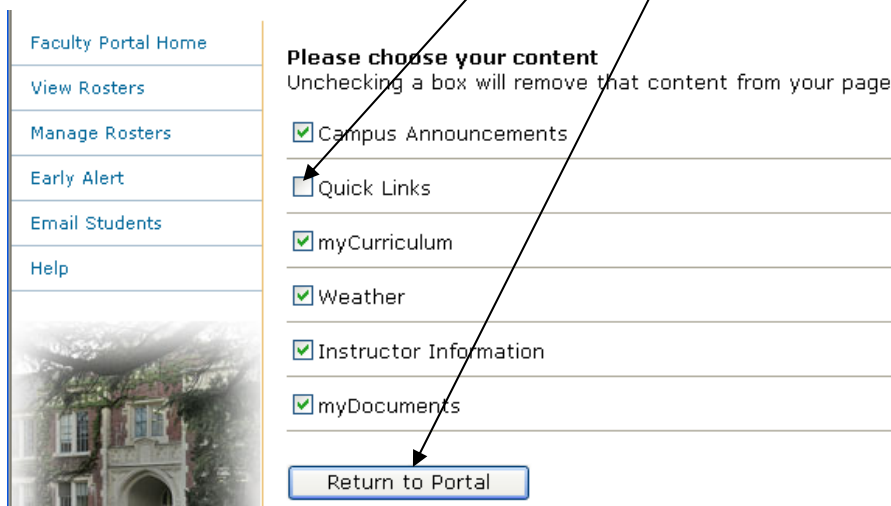 Faculty Portal Home
View Rosters
Manage Rosters
Early Alert
Email Students
Help
Please choose your content
Unchecking a box will remove that content from your page
Campus Announcements
Quick Links
myCurriculum
Weather
Instructor Information
myDocuments
Return to Portal